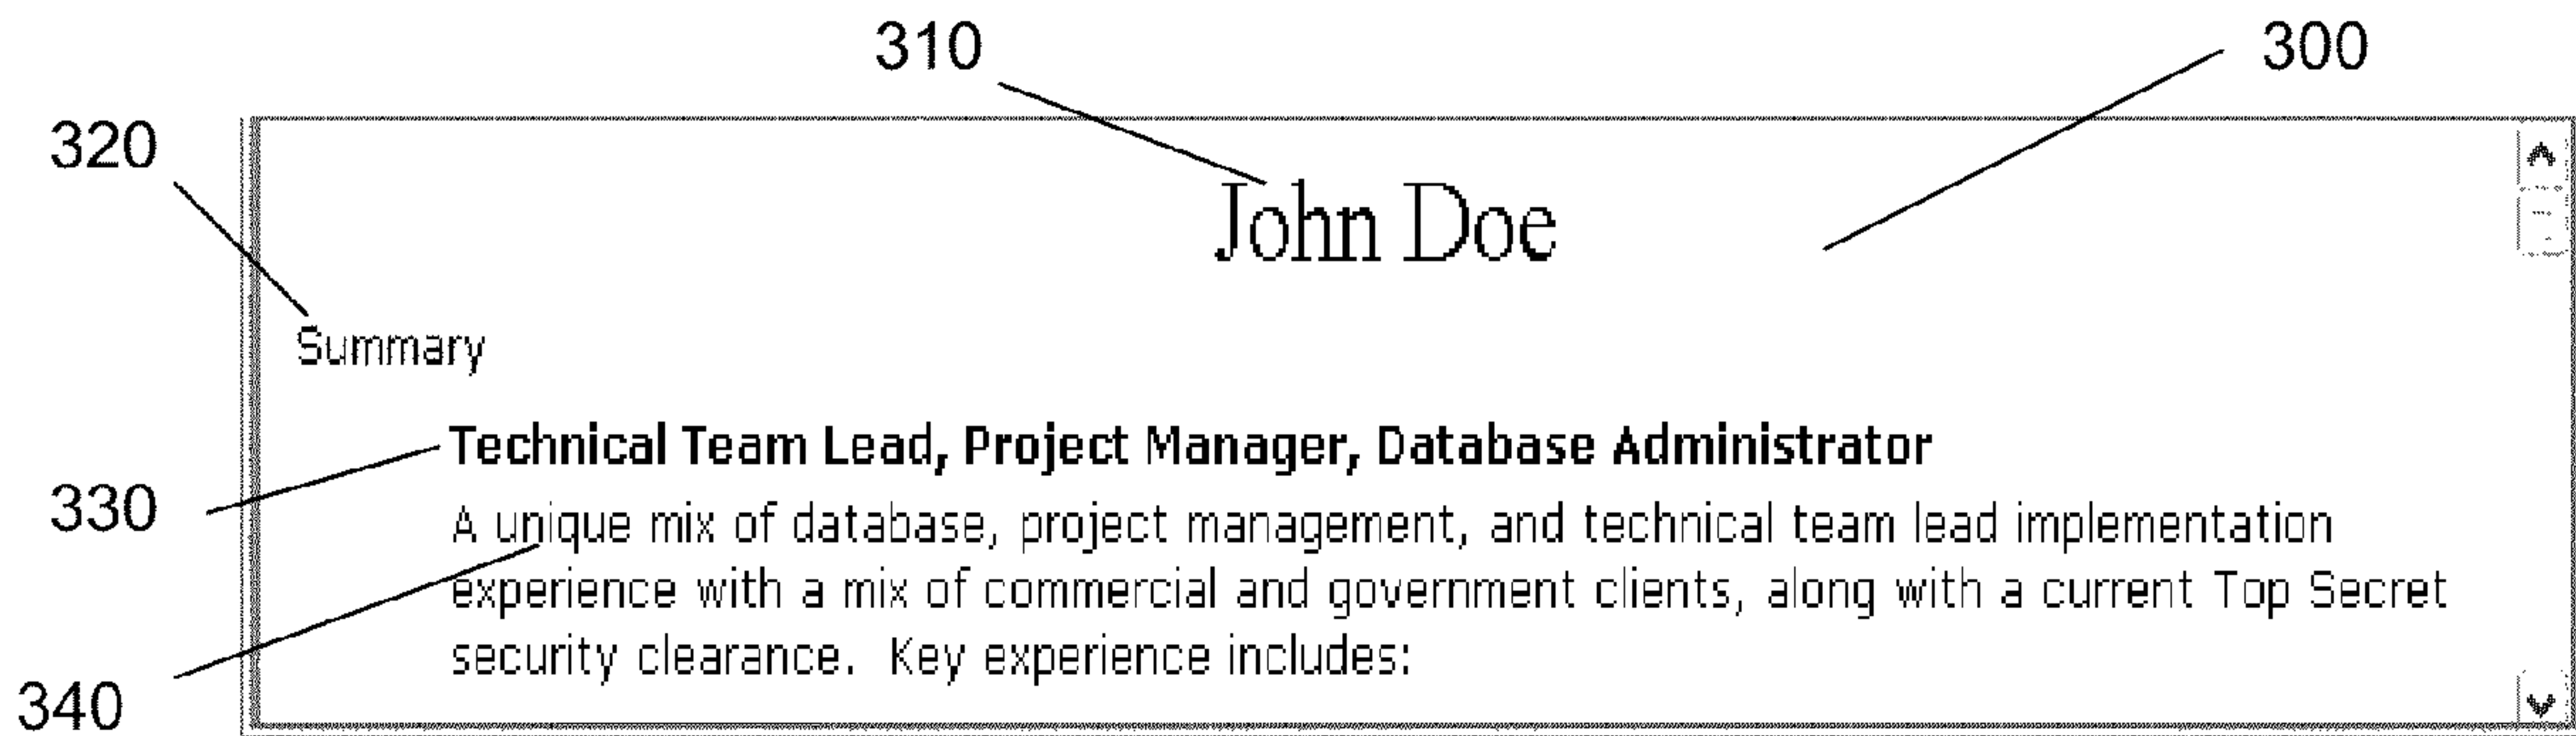 310
300
320
John Doe
Summary
Technical Team Lead, Project Manager, Database Administrator
330
A unique mix of database, project management, and technical team lead implementation
experience with a mix of commercial and government clients, along with a current Top Secret
security clearance.  Key experience includes:
340